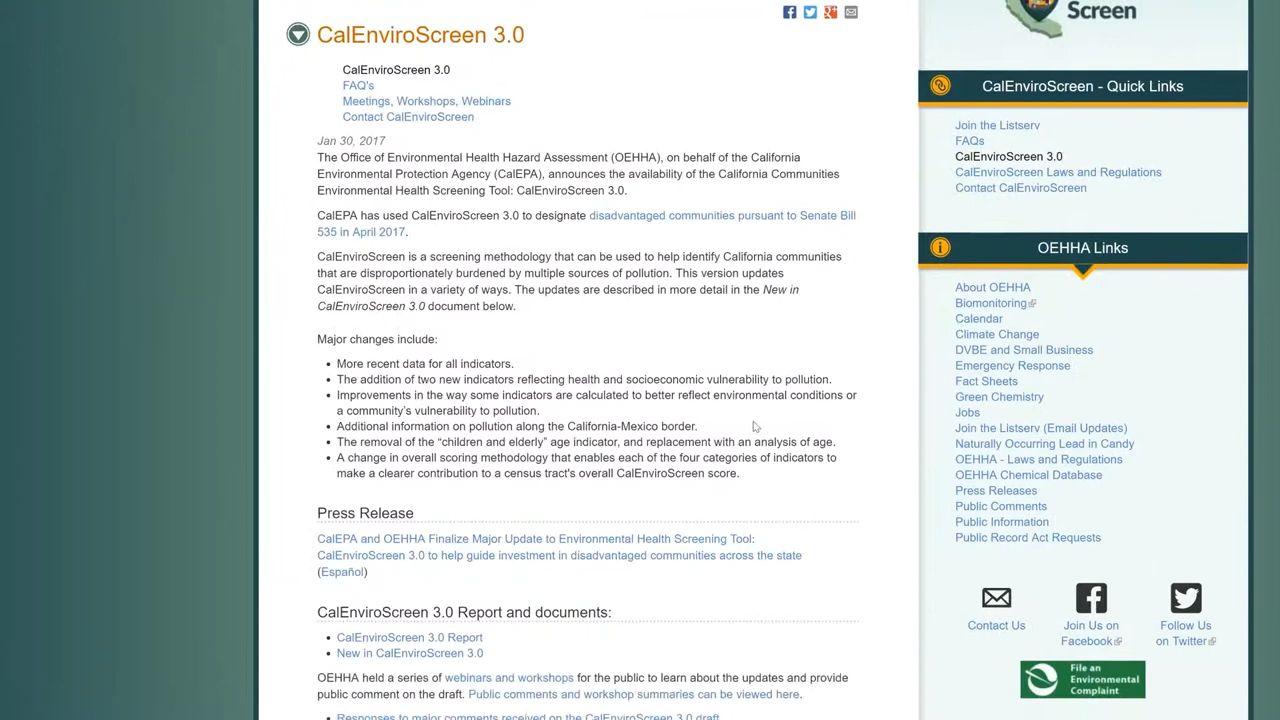 CalEnviroScreen 3.0
CalEnviroScreen 3.0
FAQ's
Meetings, Workshops, Webinars
Contact CalEnviroScreen
Jan 30, 2017
The Office of Environmental Health Hazard Assessment (OEHHA), on behalf of the California
Environmental Protection Agency (CalEPA), announces the availability of the California Communities
Environmental Health Screening Tool: CalEnviroScreen 3.0.
CalEPA has used CalEnviroScreen 3.0 to designate disadvantaged communities pursuant to Senate Bill
535 in April 2017.
CalEnviroScreen is a screening methodology that can be used to help identify California communities
that are disproportionately burdened by multiple sources of pollution. This version updates
CalEnviroScreen in a variety of ways. The updates are described in more detail in the New in
CalEnviroScreen 3.0 document below.
Major changes include:
• More recent data for all indicators.
• The addition of two new indicators reflecting health and socioeconomic vulnerability to pollution.
• Improvements in the way some indicators are calculated to better reflect environmental conditions or
a community's vulnerability to pollution.
• Additional information on pollution along the California-Mexico border.
• The removal of the “children and elderly” age indicator, and replacement with an analysis of age.
• A change in overall scoring methodology that enables each of the four categories of indicators to
make a clearer contribution to a census tract's overall CalEnviroScreen score.
Press Release
CalEPA and OEHHA Finalize Major Update to Environmental Health Screening Tool:
CalEnviroScreen 3.0 to help guide investment in disadvantaged communities across the state
(Español)
CalEnviroScreen 3.0 Report and documents:
• CalEnviroScreen 3.0 Report
• New in CalEnviroScreen 3.0
OEHHA held a series of webinars and workshops for the public to learn about the updates and provide
public comment on the draft. Public comments and workshop summaries can be viewed here.
• Responses to major comments received on the CalEnviroScreen 3.0 draft
Screen
CalEnviroScreen - Quick Links
Join the Listserv
FAQs
CalEnviroScreen 3.0
CalEnviroScreen Laws and Regulations
Contact CalEnviroScreen
OEHHA Links
About OEHHA
Biomonitoring
Calendar
Climate Change
DVBE and Small Business
Emergency Response
Fact Sheets
Green Chemistry
Jobs
Join the Listserv (Email Updates)
Naturally Occurring Lead in Candy
OEHHA - Laws and Regulations
OEHHA Chemical Database
Press Releases
Public Comments
Public Information
Public Record Act Requests
Contact Us
Join Us on
Facebook
Follow Us
on Twitter
File an
Environmental
Complaint